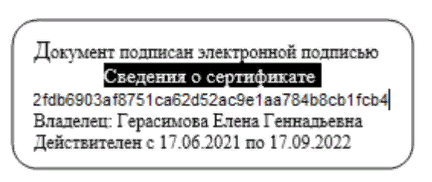 Документ подписан электронной подписью
Сведения о сертификате
2fdb6903af8751ca62d52ac9e1aa784b8cb1fcb4
Владелец: Герасимова Елена Геннадьевна
Действителен с 17.06.2021 по 17.09.2022